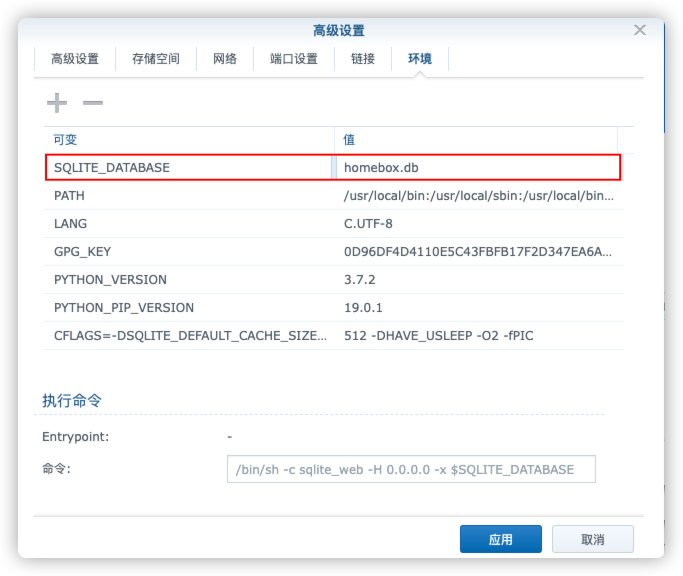 高级设置
高级设置 存储空间 网络 端口设置 链接 环境
可变 值
SQLITE_DATABASE homebox.db
PATH /usr/local/bin:/usr/local/sbin:/usr/local/bin...
LANG C.UTF-8
GPG_KEY 0D96DF4D4110E5C43FBFB17F2D347EA6A...
PYTHON_VERSION 3.7.2
PYTHON_PIP_VERSION 19.0.1
CFLAGS=-DSQLITE_DEFAULT_CACHE_SIZE... 512 -DHAVE_USLEEP -O2 -fPIC
执行命令
Entrypoint: -
命令: /bin/sh -c sqlite_web -H 0.0.0.0 -x $SQLITE_DATABASE
应用 取消